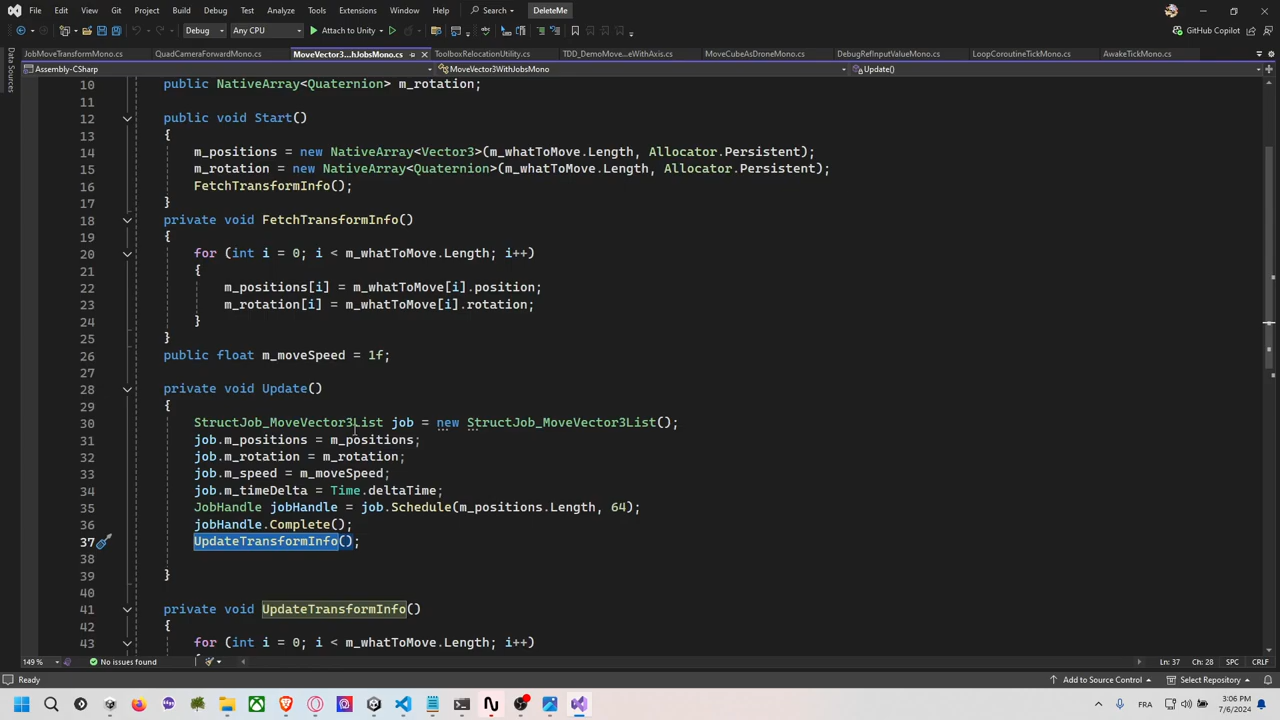 File Edit View Git Project Build Debug Test Analyze Tools Extensions Window Help Search DeleteMe
Debug Any CPU Attach to Unity GitHub Copilot
JobMoveTransformMono.cs QuadCameraForwardMono.cs MoveVector3...hJobsMono.cs ToolboxRelocationUtility.cs TDD_DemoMove...eWithAxis.cs MoveCubeAsDroneMono.cs DebugRefInputValueMono.cs LoopCoroutineTickMono.cs AwakeTickMono.cs
Data Sources
Assembly-CSharp MoveVector3WithJobsMono Update()
10 public NativeArray<Quaternion> m_rotation;
11
12 public void Start()
13 {
14 m_positions = new NativeArray<Vector3>(m_whatToMove.Length, Allocator.Persistent);
15 m_rotation = new NativeArray<Quaternion>(m_whatToMove.Length, Allocator.Persistent);
16 FetchTransformInfo();
17 }
18 private void FetchTransformInfo()
19 {
20 for (int i = 0; i < m_whatToMove.Length; i++)
21 {
22 m_positions[i] = m_whatToMove[i].position;
23 m_rotation[i] = m_whatToMove[i].rotation;
24 }
25 }
26 public float m_moveSpeed = 1f;
27
28 private void Update()
29 {
30 StructJob_MoveVector3List job = new StructJob_MoveVector3List();
31 job.m_positions = m_positions;
32 job.m_rotation = m_rotation;
33 job.m_speed = m_moveSpeed;
34 job.m_timeDelta = Time.deltaTime;
35 JobHandle jobHandle = job.Schedule(m_positions.Length, 64);
36 jobHandle.Complete();
37 UpdateTransformInfo();
38
39 }
40
41 private void UpdateTransformInfo()
42 {
43 for (int i = 0; i < m_whatToMove.Length; i++)
149 % No issues found Ln: 37 Ch: 28 SPC CRLF
Ready Add to Source Control Select Repository
FRA 3:06 PM
7/6/2024